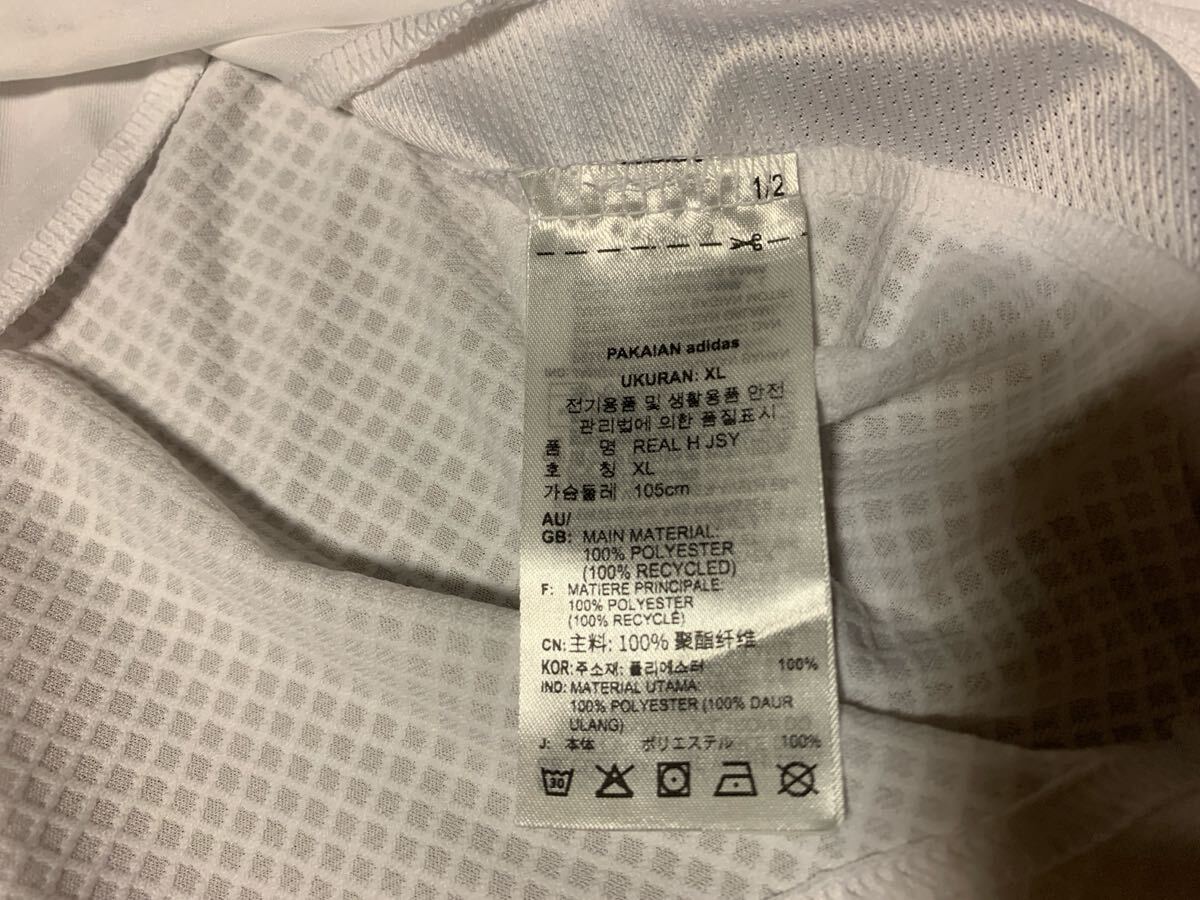 1/2
PAKAIAN adidas
UKURAN: XL
전기용품 및 생활용품 안전
관리법에 의한 품질표시
품 명 REAL H JSY
호 칭 XL
가슴둘레 105cm
AU/
GB: MAIN MATERIAL:
100% POLYESTER
(100% RECYCLED)
F: MATIERE PRINCIPALE:
100% POLYESTER
(100% RECYCLÉ)
CN: 主料: 100% 聚酯纤维
KOR: 주소재: 폴리에스터 100%
IND: MATERIAL UTAMA:
100% POLYESTER (100% DAUR
ULANG)
J: 本体 ポリエステル 100%
30